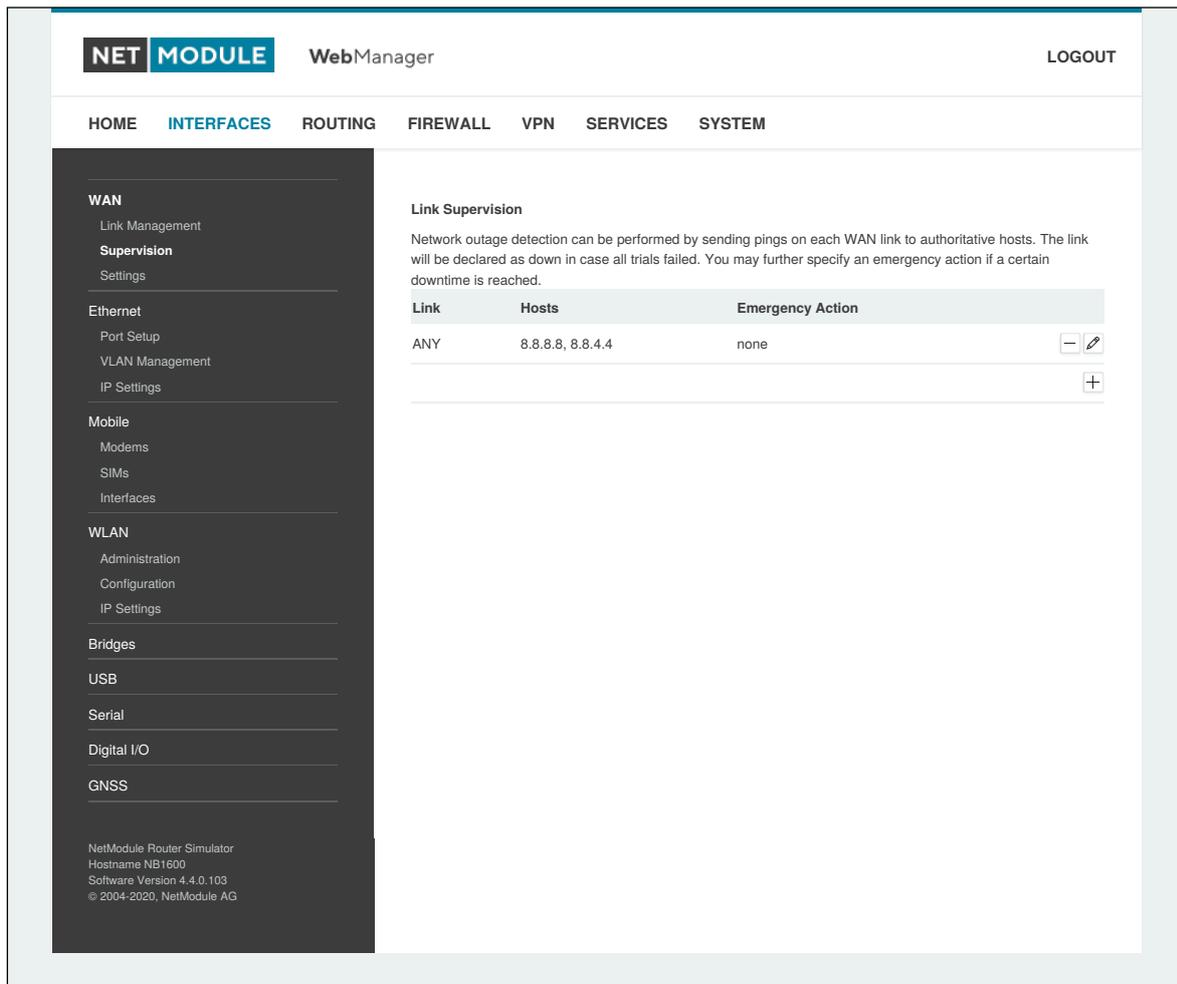 NET MODULE WebManager LOGOUT
HOME INTERFACES ROUTING FIREWALL VPN SERVICES SYSTEM
WAN
Link Management
Supervision
Settings
Ethernet
Port Setup
VLAN Management
IP Settings
Mobile
Modems
SIMs
Interfaces
WLAN
Administration
Configuration
IP Settings
Bridges
USB
Serial
Digital I/O
GNSS
NetModule Router Simulator
Hostname NB1600
Software Version 4.4.0.103
© 2004-2020, NetModule AG
Link Supervision
Network outage detection can be performed by sending pings on each WAN link to authoritative hosts. The link
will be declared as down in case all trials failed. You may further specify an emergency action if a certain
downtime is reached.
Link Hosts Emergency Action
ANY 8.8.8.8, 8.8.4.4 none